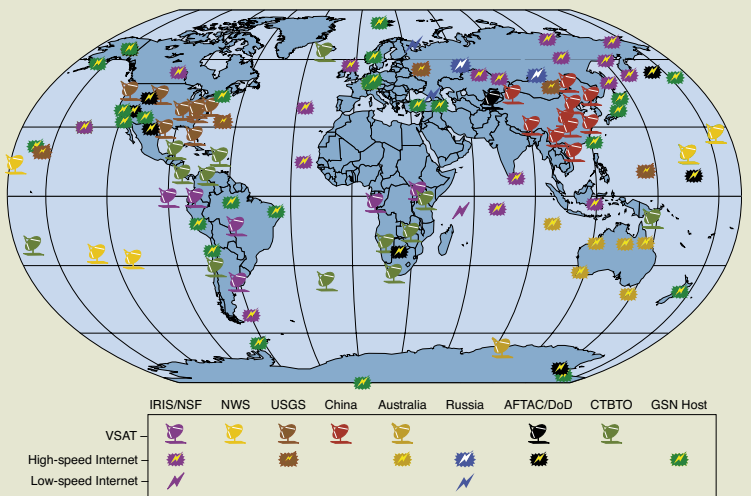 IRIS/NSF NWS USGS China Australia Russia AFTAC/DoD CTBTO GSN Host
VSAT
High-speed Internet
Low-speed Internet